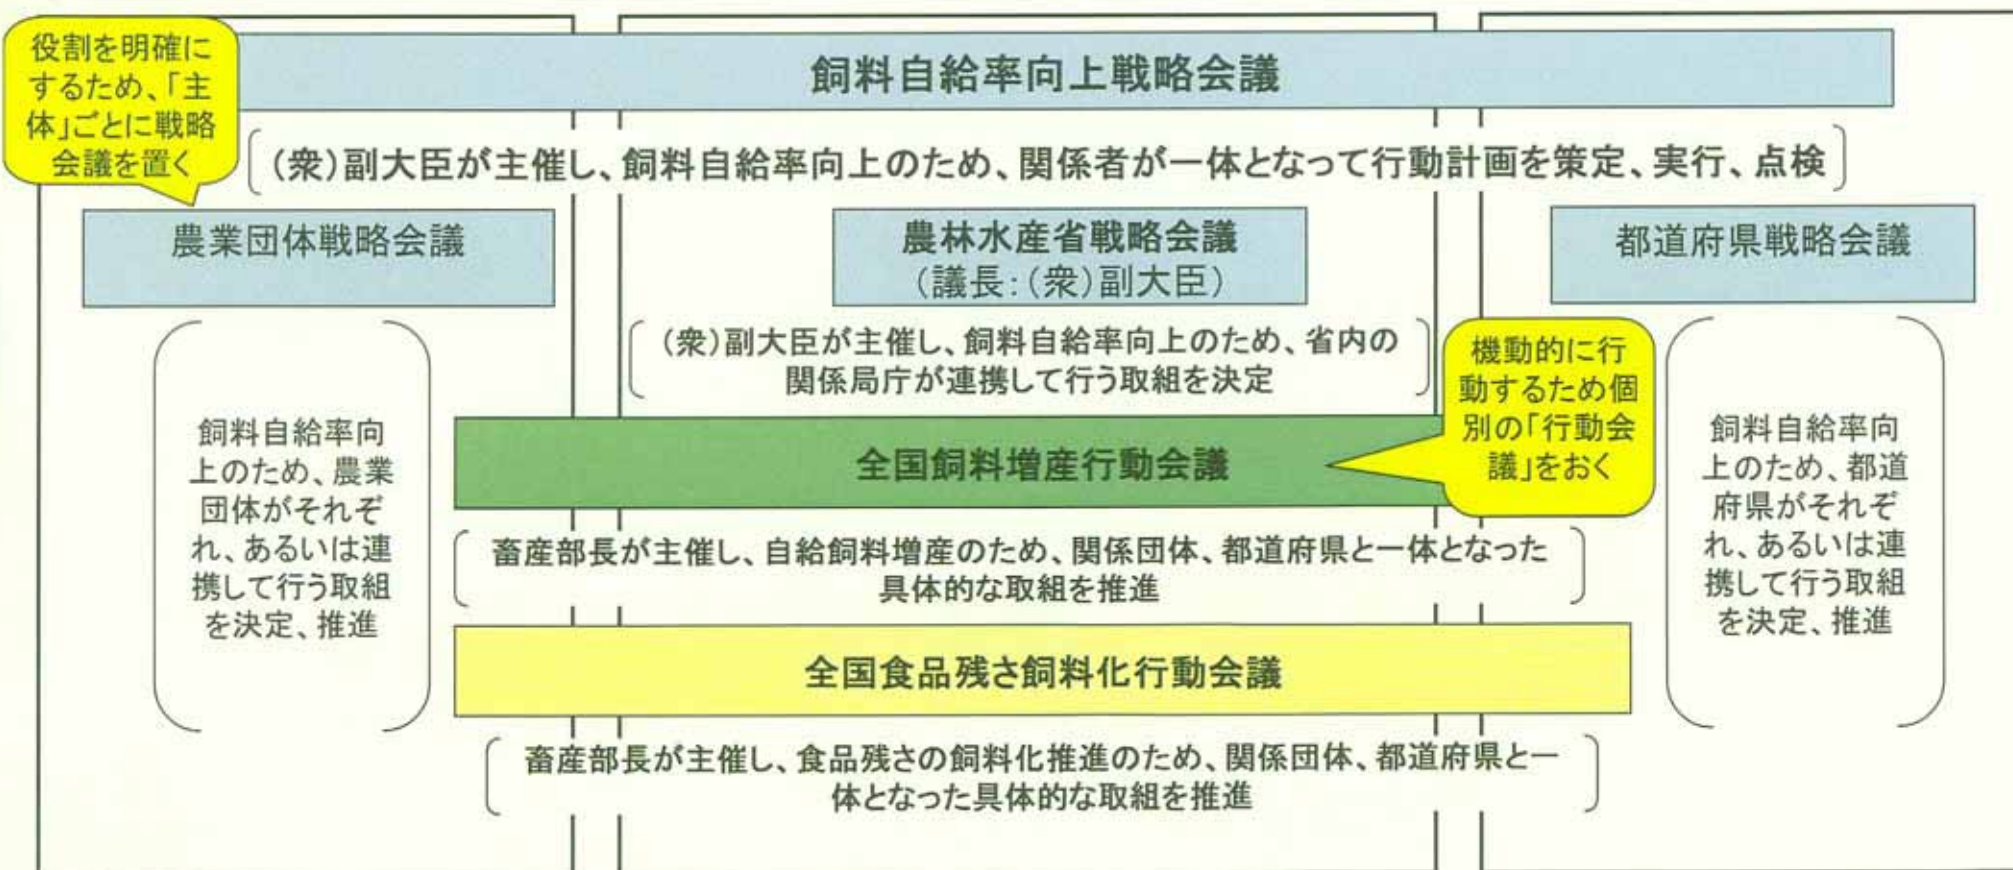 役割を明確に
するため、「主
体」ごとに戦略
会議を置く
飼料自給率向上戦略会議
(衆)副大臣が主催し、飼料自給率向上のため、関係者が一体となって行動計画を策定、実行、点検
農業団体戦略会議
農林水産省戦略会議
(議長:(衆)副大臣)
都道府県戦略会議
(衆)副大臣が主催し、飼料自給率向上のため、省内の
関係局庁が連携して行う取組を決定
機動的に行
動するため個
別の「行動会
議」をおく
飼料自給率向
上のため、農業
団体がそれぞ
れ、あるいは連
携して行う取組
を決定、推進
全国飼料増産行動会議
畜産部長が主催し、自給飼料増産のため、関係団体、都道府県と一体となった
具体的な取組を推進
全国食品残さ飼料化行動会議
畜産部長が主催し、食品残さの飼料化推進のため、関係団体、都道府県と一
体となった具体的な取組を推進
飼料自給率向
上のため、都道
府県がそれぞ
れ、あるいは連
携して行う取組
を決定、推進